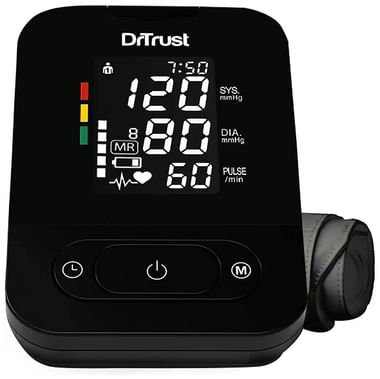 DrTrust
7:50
120 SYS. mmHg
8
MR
80 DIA. mmHg
60 PULSE /min
M